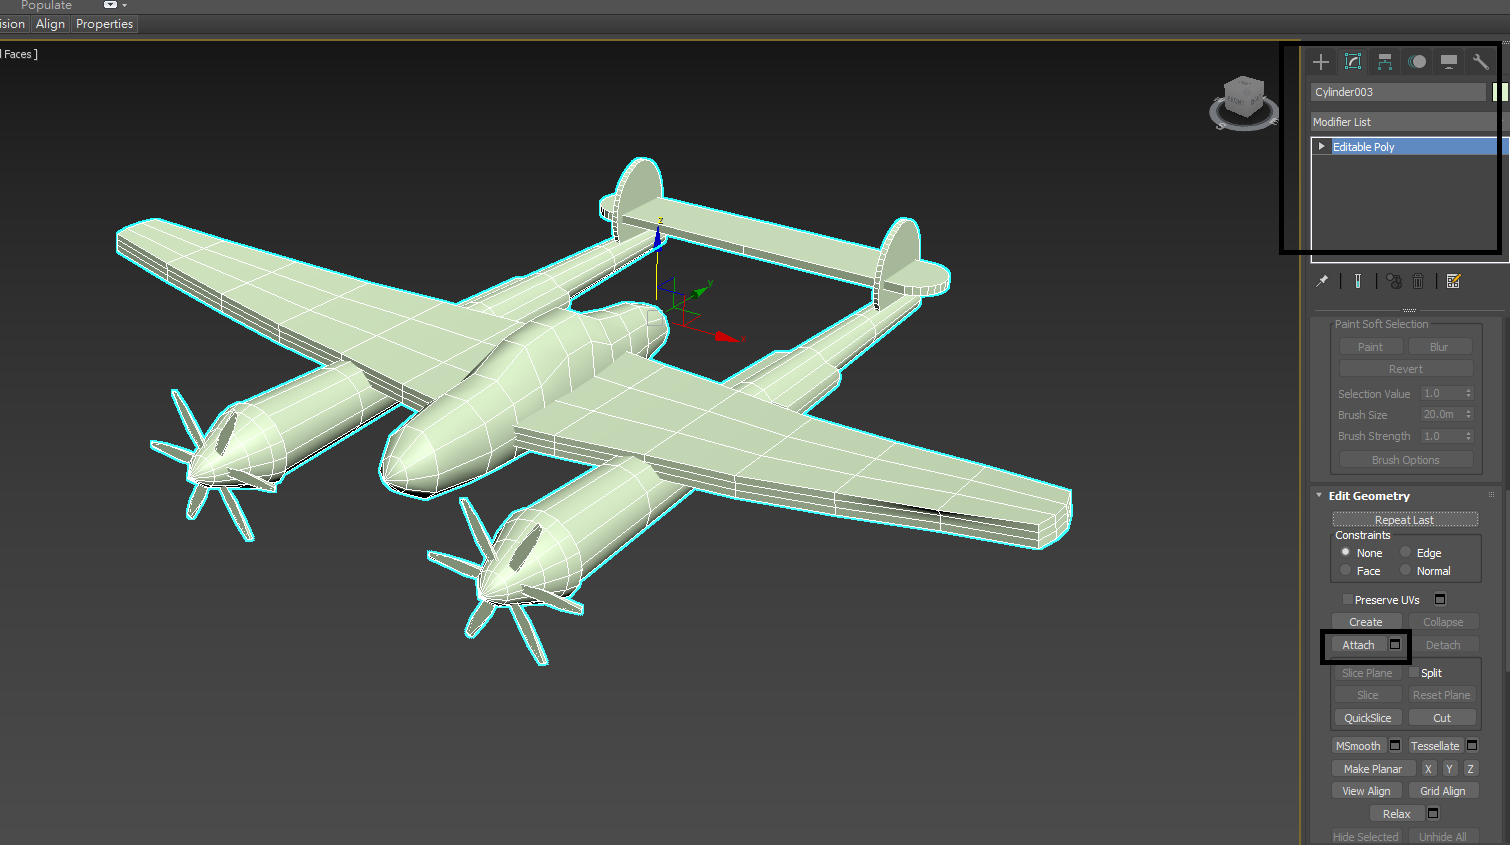 Populate
ision Align Properties
l Faces ]
Cylinder003
Modifier List
Editable Poly
z
y
x
S
Paint Soft Selection
Paint Blur
Revert
Selection Value 1.0
Brush Size 20.0m
Brush Strength 1.0
Brush Options
Edit Geometry
Repeat Last
Constraints
None Edge
Face Normal
Preserve UVs
Create Collapse
Attach Detach
Slice Plane Split
Slice Reset Plane
QuickSlice Cut
MSmooth Tessellate
Make Planar X Y Z
View Align Grid Align
Relax
Hide Selected Unhide All